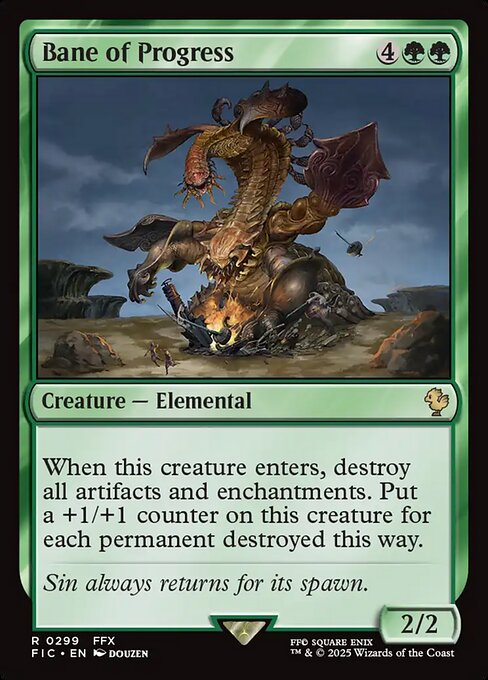 Bane of Progress 4
Creature — Elemental
When this creature enters, destroy
all artifacts and enchantments. Put
a +1/+1 counter on this creature for
each permanent destroyed this way.
Sin always returns for its spawn.
2/2
R 0299 FFX
FIC • EN DOUZEN
FF© SQUARE ENIX
™ & © 2025 Wizards of the Coast